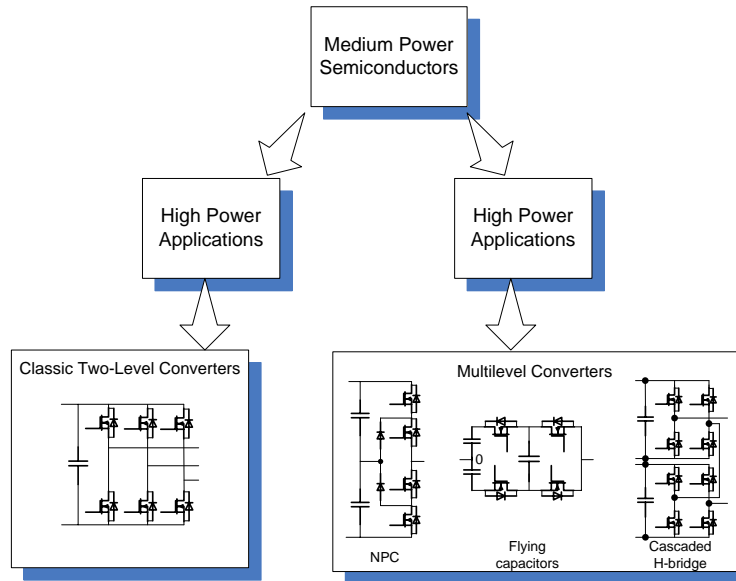 Medium Power
Semiconductors
High Power
Applications
High Power
Applications
Classic Two-Level Converters
Multilevel Converters
0
NPC
Flying
capacitors
Cascaded
H-bridge